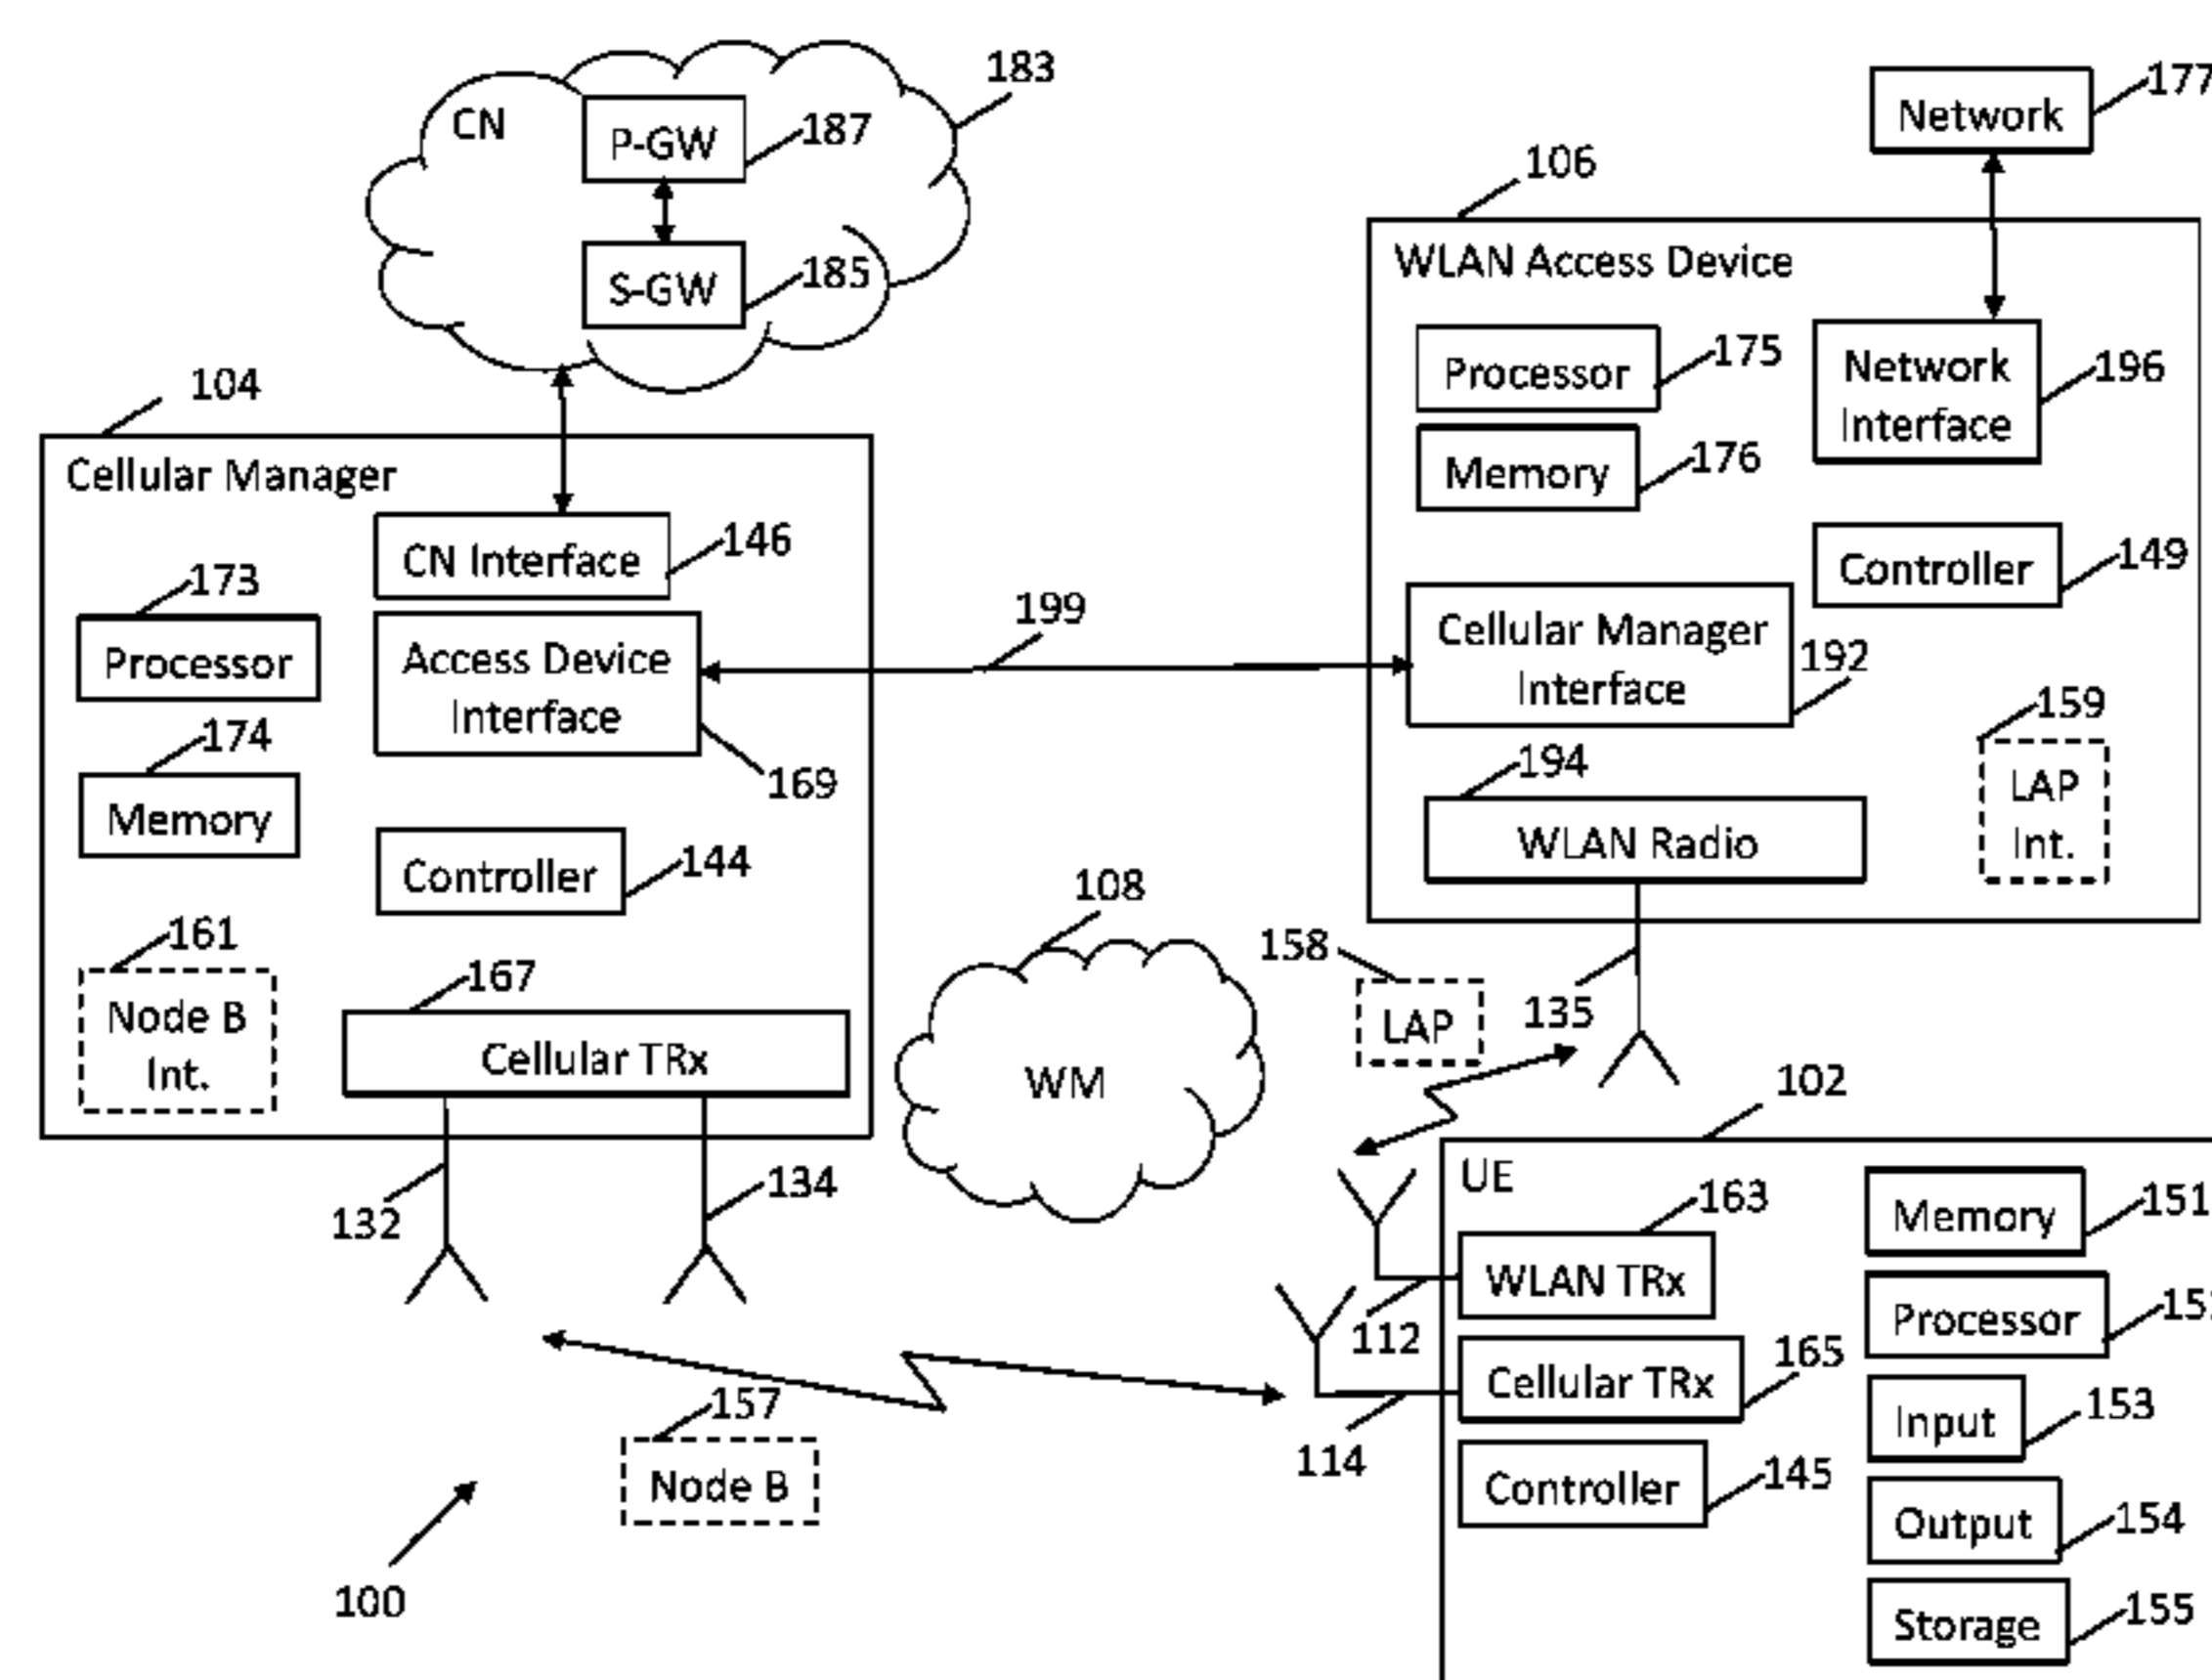 183
CN
P-GW
187
S-GW
185
Network
177
106
WLAN Access Device
Processor
175
Memory
176
Network
Interface
196
Controller
149
Cellular Manager
Interface
192
159
LAP
Int.
194
WLAN Radio
135
104
Cellular Manager
CN Interface
146
173
Processor
Access Device
Interface
169
199
174
Memory
Controller
144
161
Node B
Int.
167
Cellular TRx
132
134
108
WM
158
LAP
102
UE
163
WLAN TRx
112
Cellular TRx
165
114
Controller
145
Memory
151
Processor
Input
153
Output
154
Storage
155
157
Node B
100